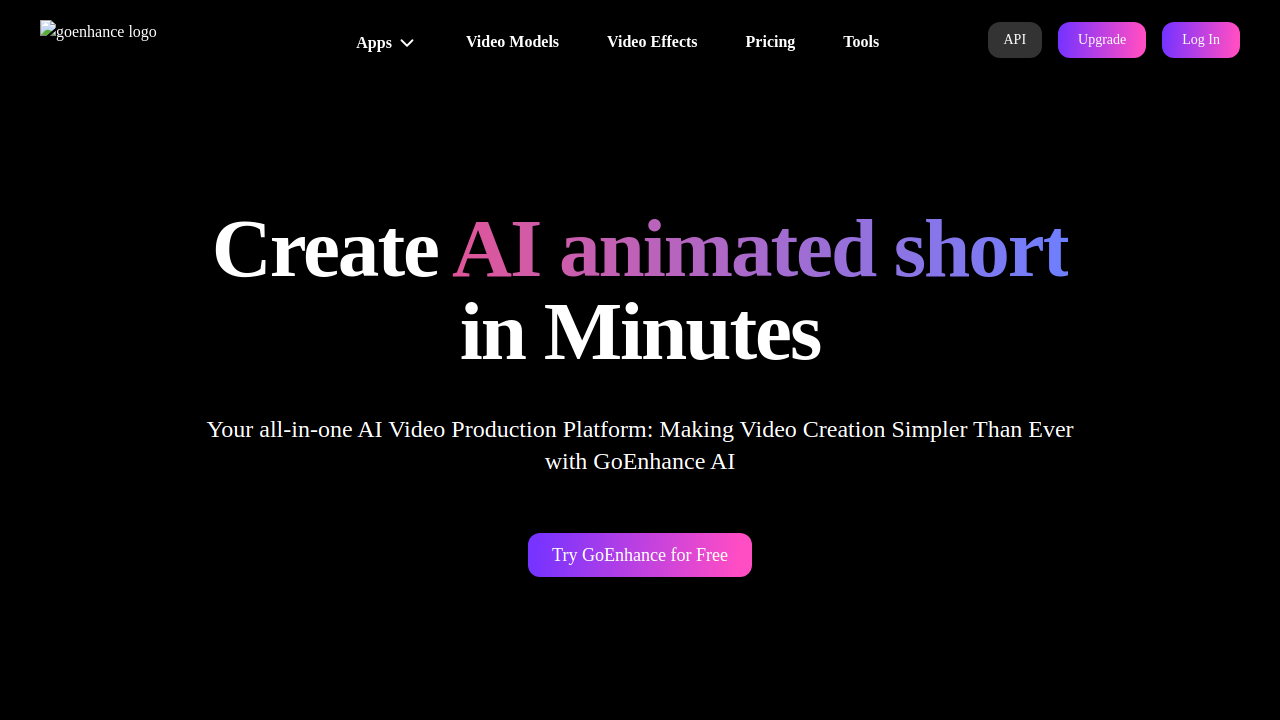 goenhance logo
Apps
Video Models
Video Effects
Pricing
Tools
API
Upgrade
Log In
Create AI animated short
in Minutes
Your all-in-one AI Video Production Platform: Making Video Creation Simpler Than Ever
with GoEnhance AI
Try GoEnhance for Free